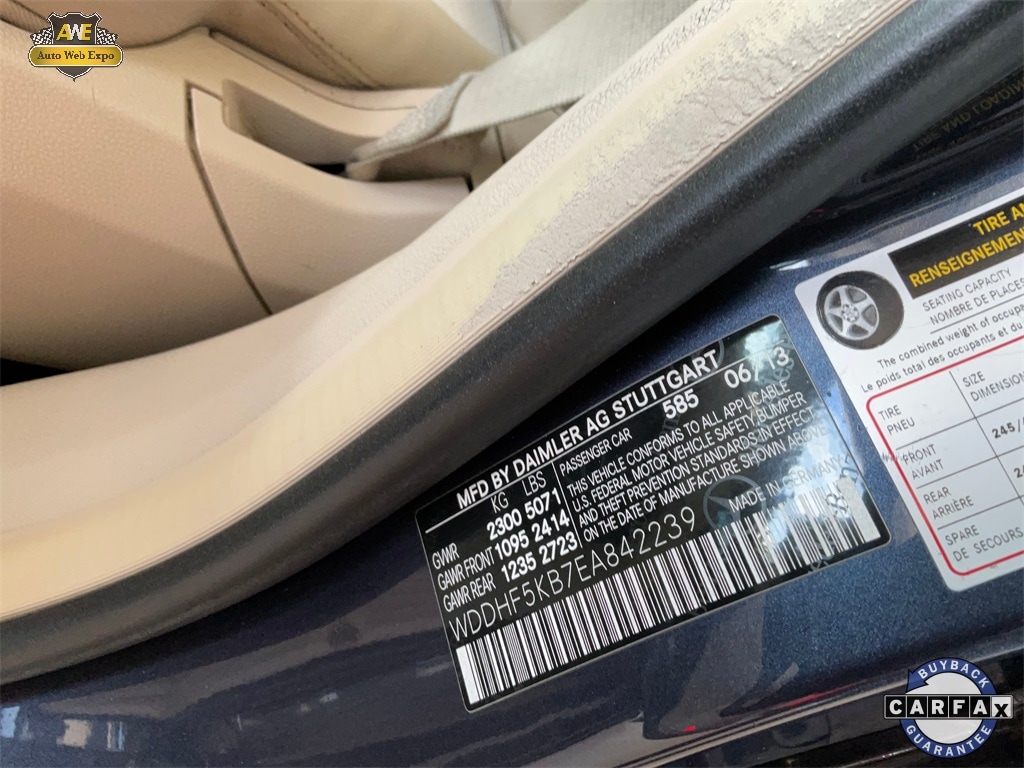 AWE
Auto Web Expo
MFD BY DAIMLER AG STUTTGART
KG LBS
GVWR 2300 5071
GAWR FRONT 1095 2414
GAWR REAR 1235 2723
585 06/13
PASSENGER CAR
THIS VEHICLE CONFORMS TO ALL APPLICABLE
U.S. FEDERAL MOTOR VEHICLE SAFETY, BUMPER
AND THEFT PREVENTION STANDARDS IN EFFECT
ON THE DATE OF MANUFACTURE SHOWN ABOVE
MADE IN GERMANY
WDDHF5KB7EA842239
TIRE
RENSEIGNEMEN
SEATING CAPACITY
NOMBRE DE PLACES
The combined weight of occup
Le poids total des occupants et du
TIRE
PNEU
SIZE
DIMENSION
FRONT
AVANT
245/
REAR
ARRIÈRE
SPARE
DE SECOURS
BUYBACK
CARFAX
GUARANTEE